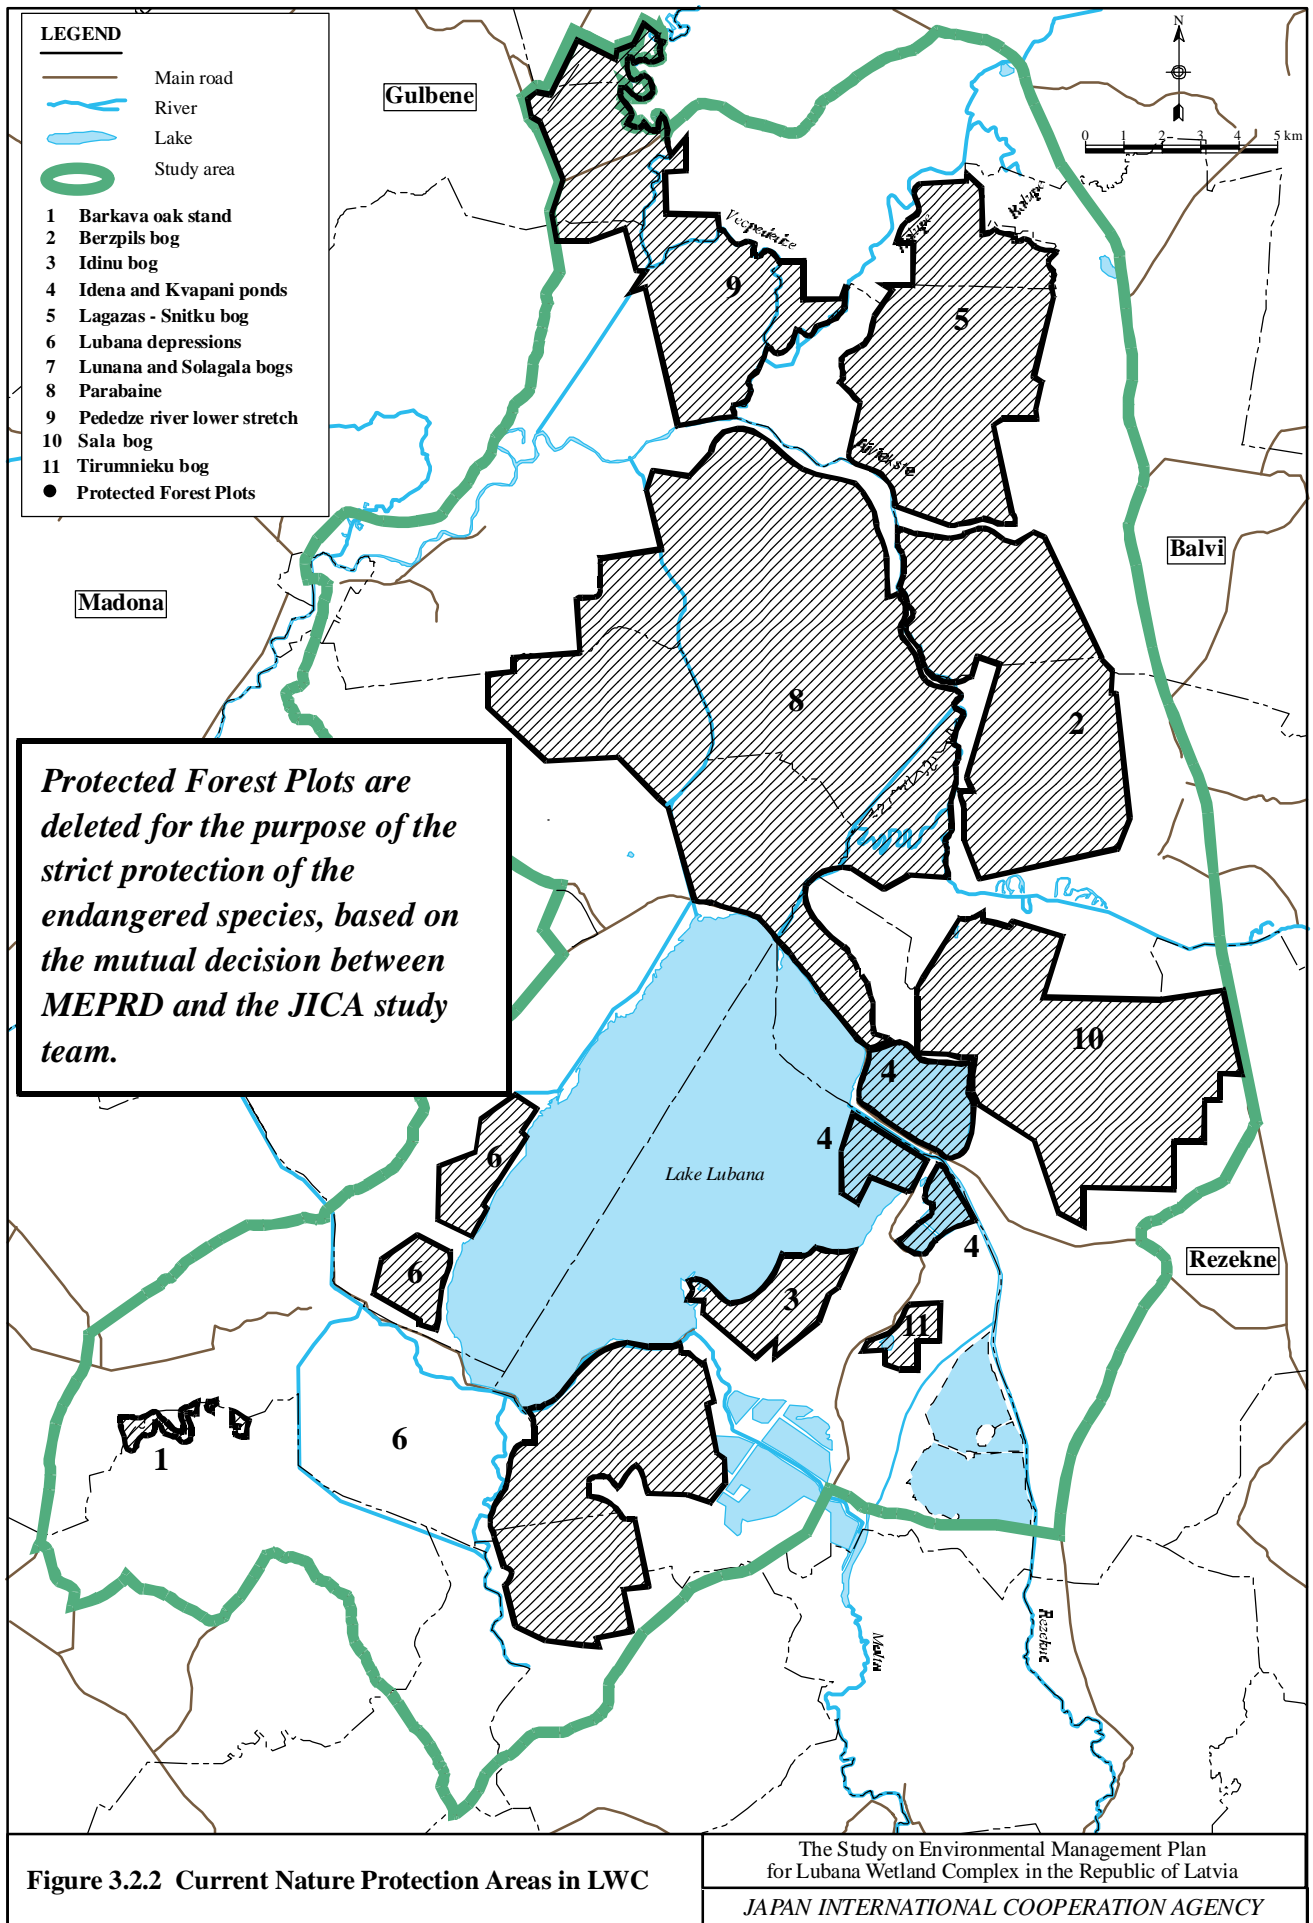 LEGEND
Main road
River
Lake
Study area
1 Barkava oak stand
2 Berzpils bog
3 Idinu bog
4 Idena and Kvapani ponds
5 Lagazas - Snitku bog
6 Lubana depressions
7 Lunana and Solagala bogs
8 Parabaine
9 Pededze river lower stretch
10 Sala bog
11 Tirumnieku bog
Protected Forest Plots
Gulbene
N
0 1 2 3 4 5 km
9
5
Balvi
Madona
8
2
Protected Forest Plots are
deleted for the purpose of the
strict protection of the
endangered species, based on
the mutual decision between
MEPRD and the JICA study
team.
10
4
4
6
Lake Lubana
4
6
3
Rezekne
11
6
1
Rezekne
Figure 3.2.2 Current Nature Protection Areas in LWC
The Study on Environmental Management Plan
for Lubana Wetland Complex in the Republic of Latvia
JAPAN INTERNATIONAL COOPERATION AGENCY